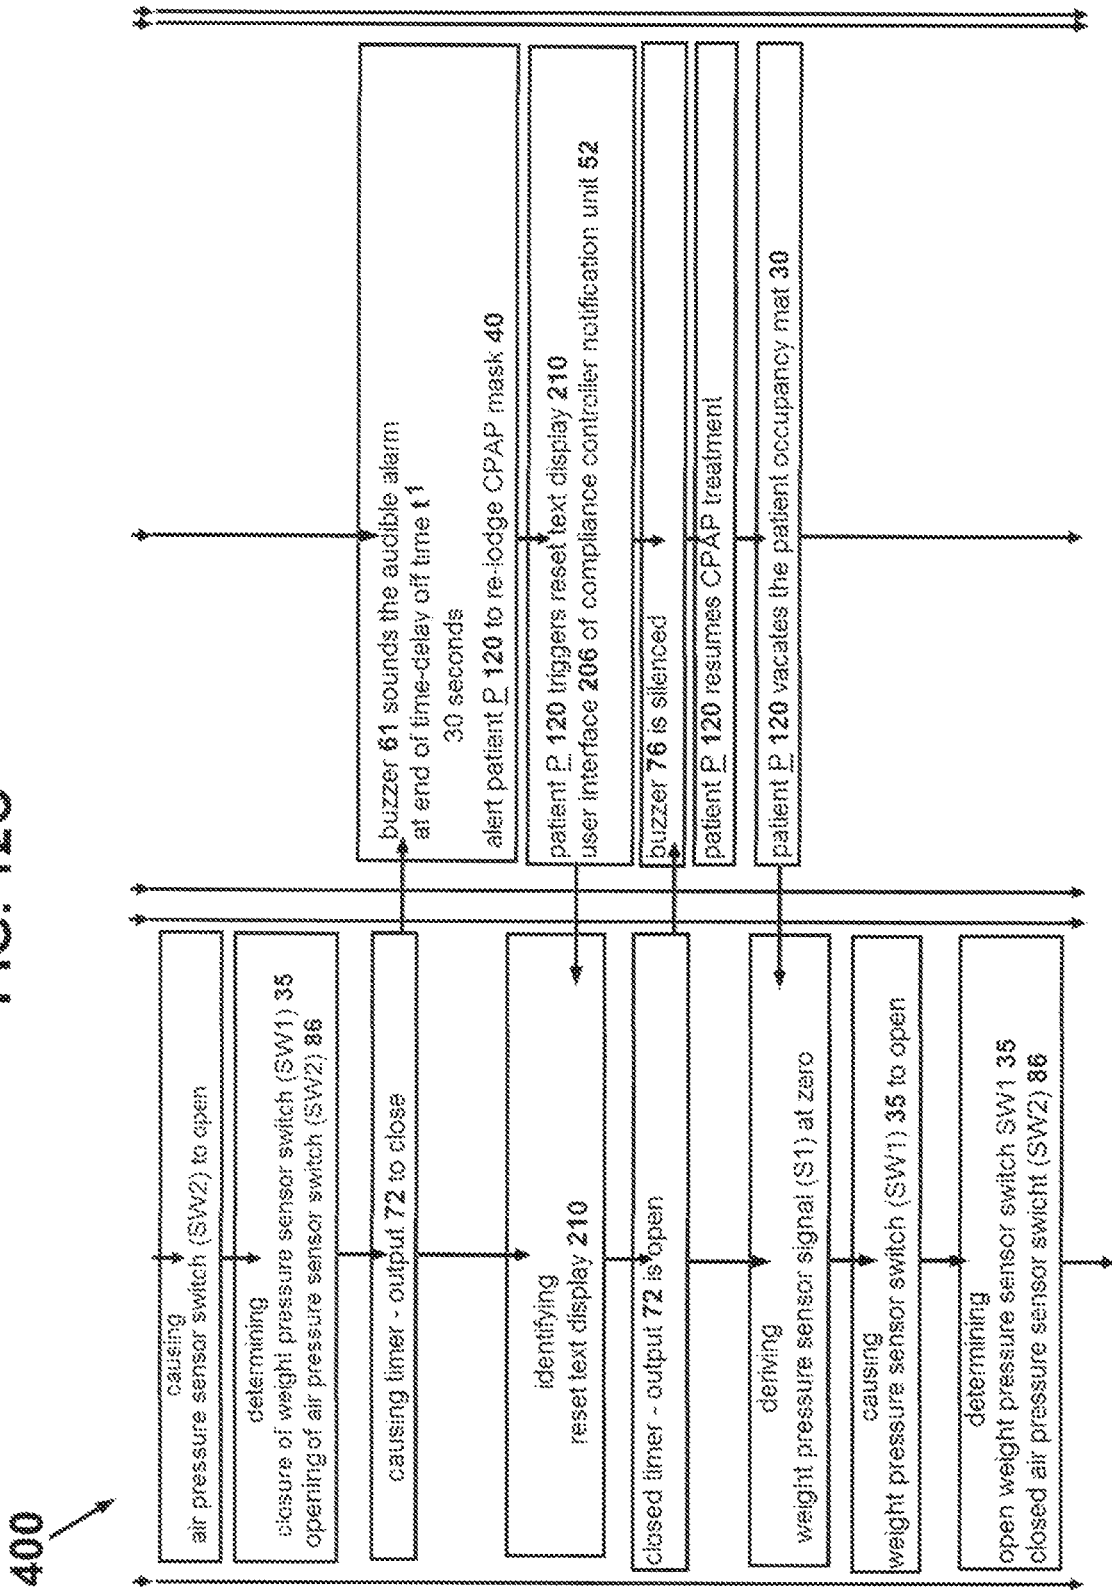 400
causing
air pressure sensor switch (SW2) to open
determining
closure of weight pressure sensor switch (SW1) 35
opening of air pressure sensor switch (SW2) 86
causing timer - output 72 to close
identifying
reset text display 210
closed timer - output 72 is open
deriving
weight pressure sensor signal (S1) at zero
causing
weight pressure sensor switch (SW1) 35 to open
determining
open weight pressure sensor switch SW1 35
closed air pressure sensor swicht (SW2) 86
buzzer 61 sounds the audible alarm
at end of time-delay off time t1
30 seconds
alert patient P 120 to re-lodge CPAP mask 40
patient P 120 triggers reset text display 210
user interface 206 of compliance controller notification unit 52
buzzer 76 is silenced
patient P 120 resumes CPAP treatment
patient P 120 vacates the patient occupancy mat 30